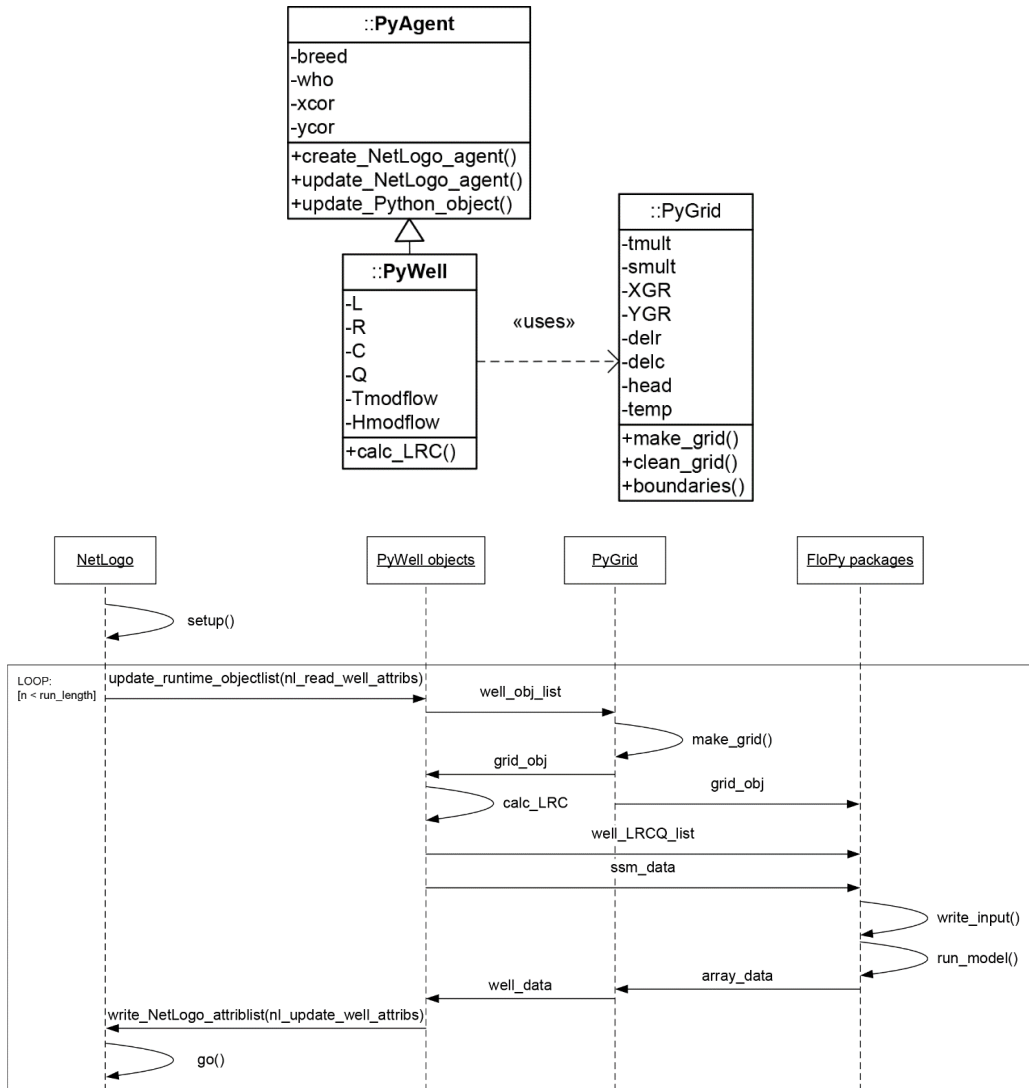 ::PyAgent
-breed
-who
-xcor
-ycor
+create_NetLogo_agent()
+update_NetLogo_agent()
+update_Python_object()
::PyWell
-L
-R
-C
-Q
-Tmodflow
-Hmodflow
+calc_LRC()
«uses»
::PyGrid
-tmult
-smult
-XGR
-YGR
-delr
-delc
-head
-temp
+make_grid()
+clean_grid()
+boundaries()
NetLogo
PyWell objects
PyGrid
FloPy packages
setup()
LOOP:
[n < run_length]
update_runtime_objectlist(nl_read_well_attribs)
well_obj_list
make_grid()
grid_obj
calc_LRC
grid_obj
well_LRCQ_list
ssm_data
write_input()
run_model()
array_data
well_data
write_NetLogo_attriblist(nl_update_well_attribs)
go()